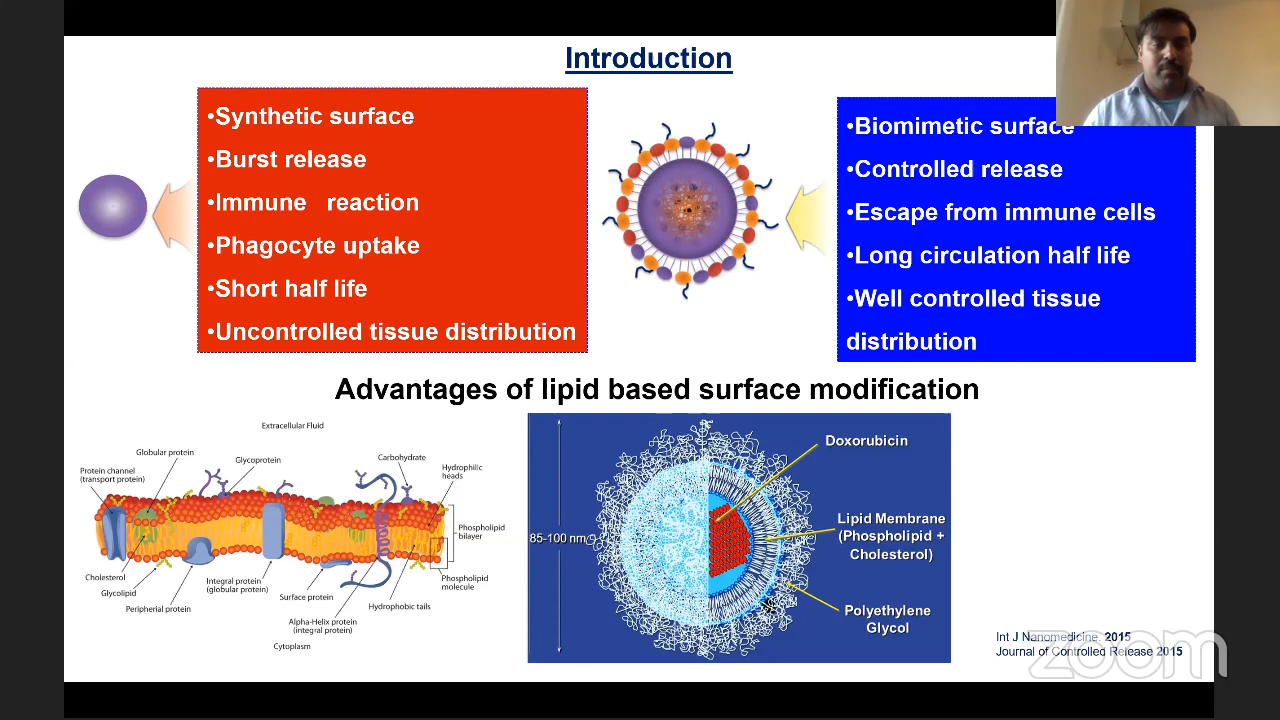 Introduction
•Synthetic surface
•Burst release
•Immune reaction
•Phagocyte uptake
•Short half life
•Uncontrolled tissue distribution
•Biomimetic surface
•Controlled release
•Escape from immune cells
•Long circulation half life
•Well controlled tissue
distribution
Advantages of lipid based surface modification
Extracellular Fluid
Globular protein
Protein channel
(transport protein)
Glycoprotein
Carbohydrate
Hydrophilic
heads
Phospholipid
bilayer
Phospholipid
molecule
Cholesterol
Glycolipid
Peripherial protein
Integral protein
(globular protein)
Surface protein
Alpha-Helix protein
(integral protein)
Hydrophobic tails
Cytoplasm
85-100 nm
Doxorubicin
Lipid Membrane
(Phospholipid +
Cholesterol)
Polyethylene
Glycol
Int J Nanomedicine. 2015
Journal of Controlled Release 2015
zoom